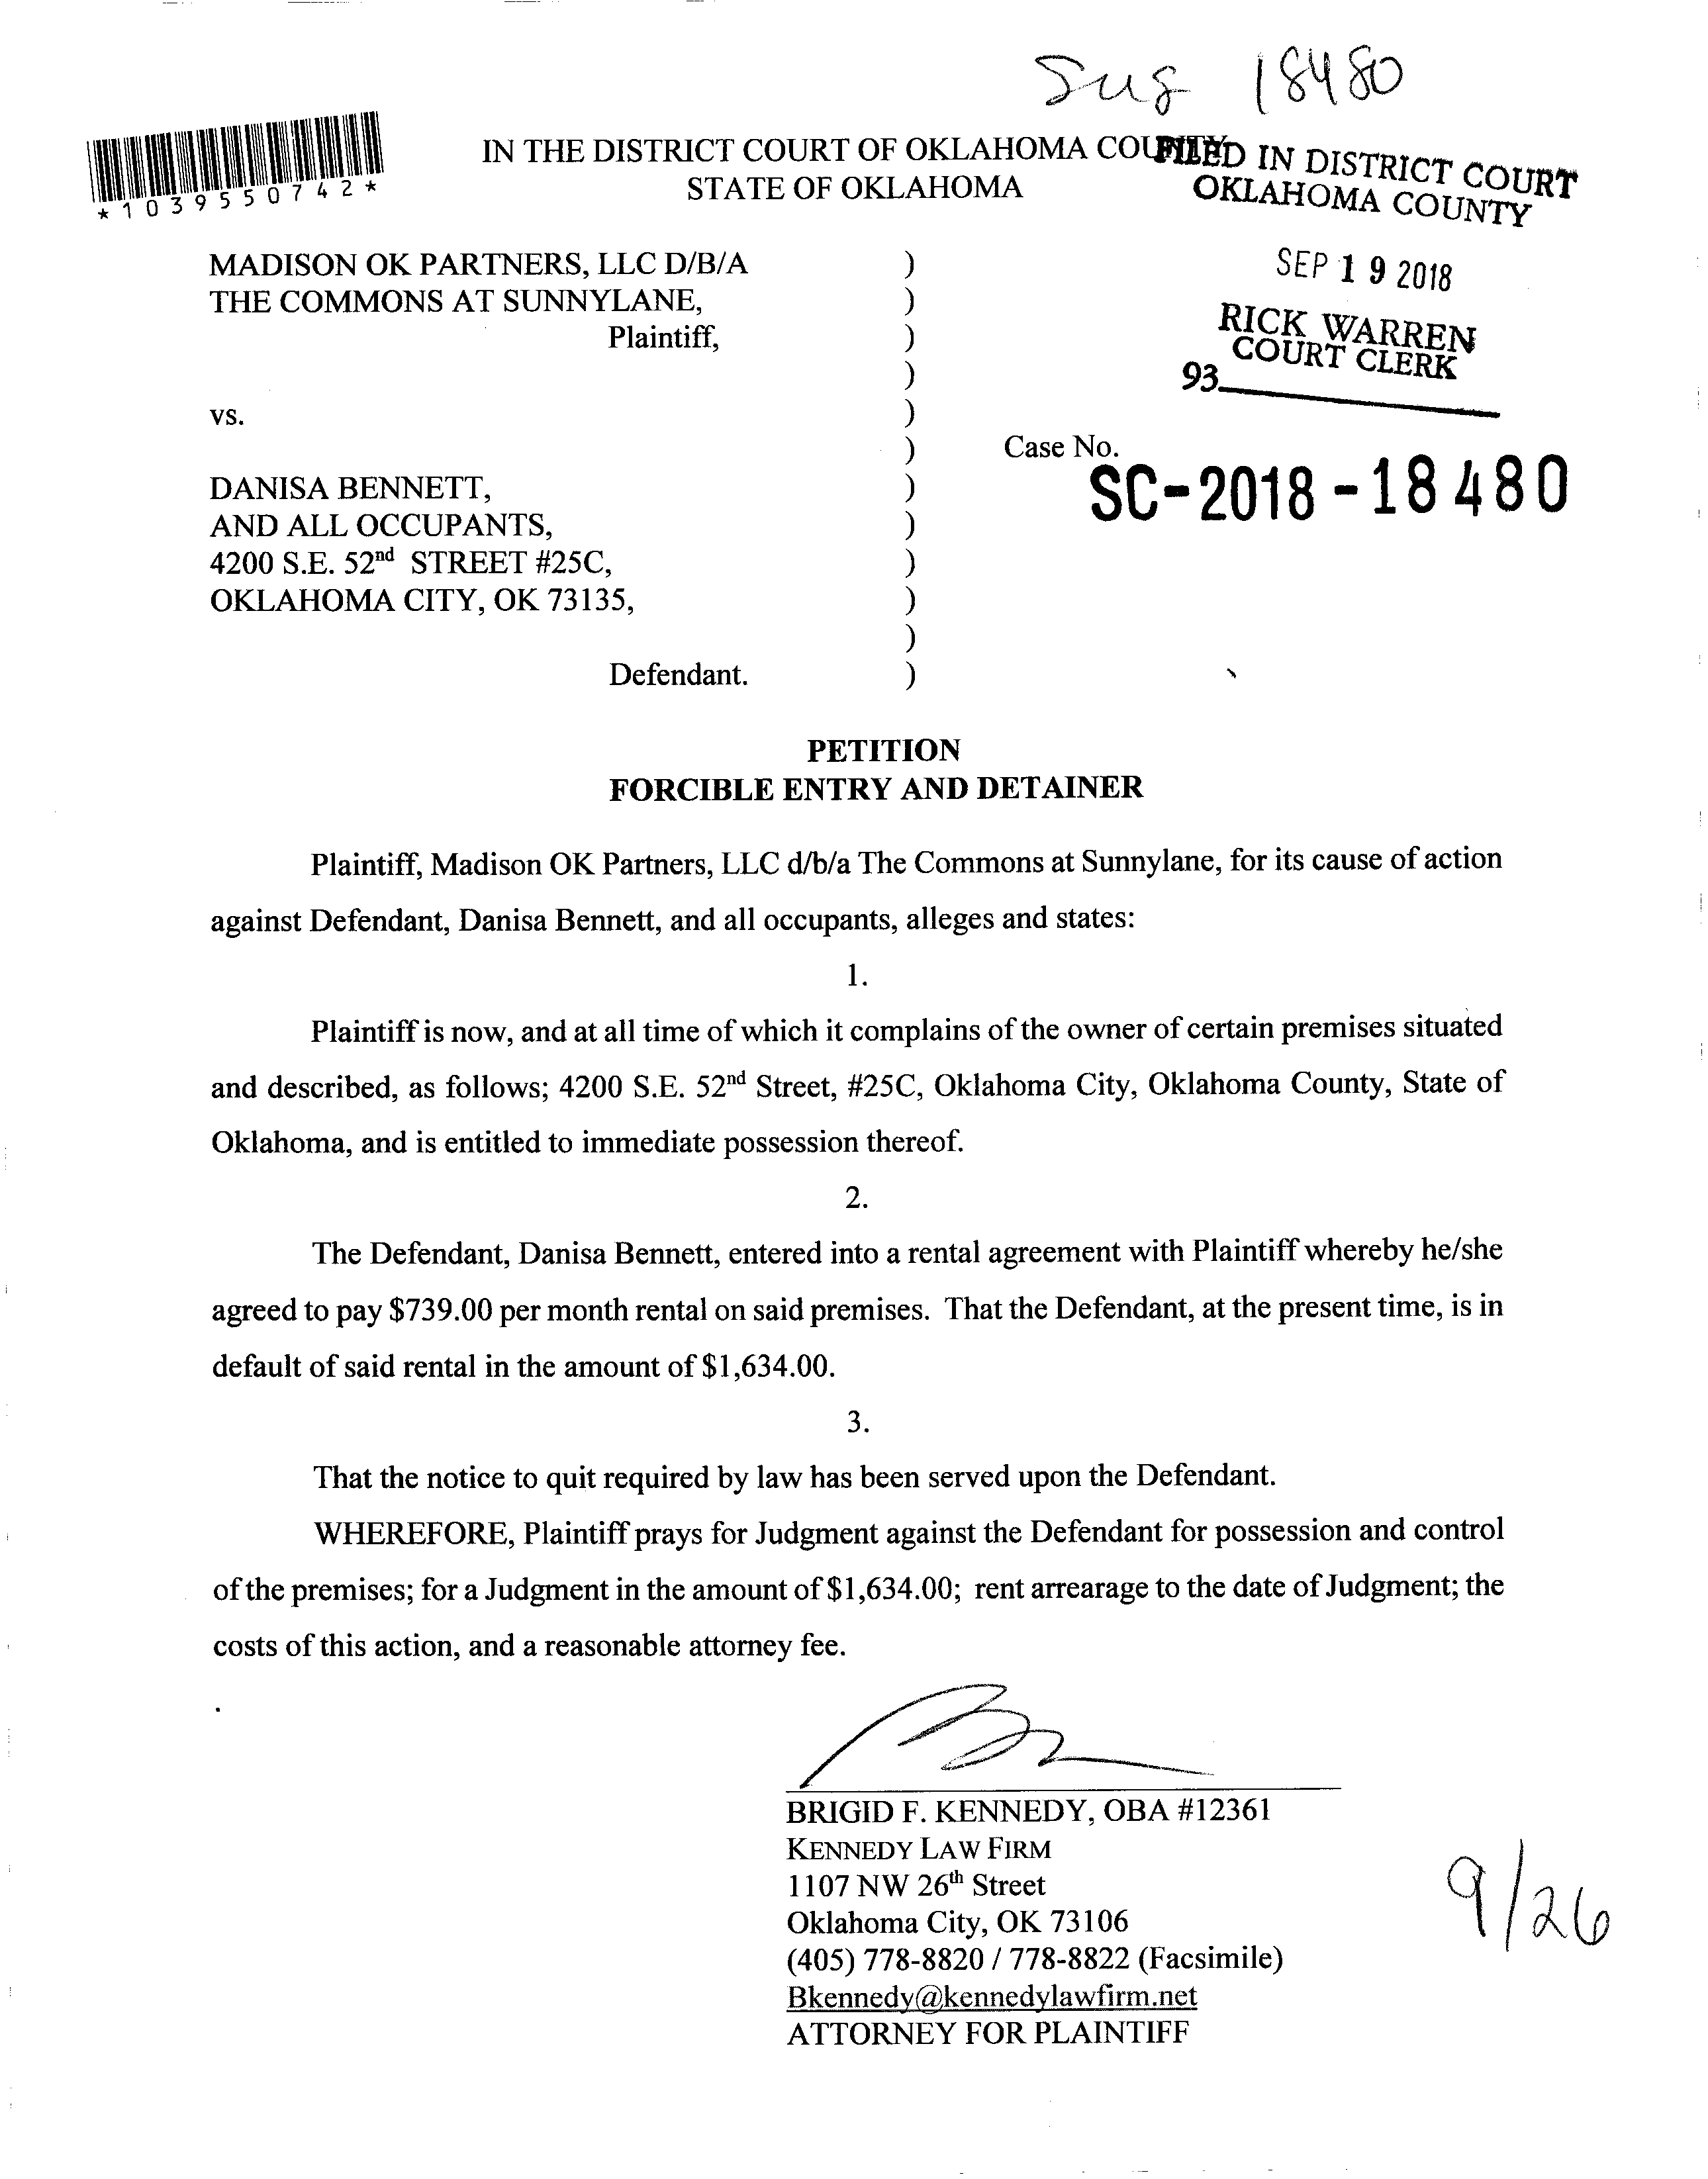 Sug 18480
*1039550742*
IN THE DISTRICT COURT OF OKLAHOMA COUNTY
STATE OF OKLAHOMA
FILED IN DISTRICT COURT
OKLAHOMA COUNTY
SEP 19 2018
RICK WARREN
COURT CLERK
93
MADISON OK PARTNERS, LLC D/B/A )
THE COMMONS AT SUNNYLANE, )
Plaintiff, )
)
vs. )
) Case No.
SC-2018-18480
DANISA BENNETT, )
AND ALL OCCUPANTS, )
4200 S.E. 52nd STREET #25C, )
OKLAHOMA CITY, OK 73135, )
)
Defendant. )
PETITION
FORCIBLE ENTRY AND DETAINER
Plaintiff, Madison OK Partners, LLC d/b/a The Commons at Sunnylane, for its cause of action
against Defendant, Danisa Bennett, and all occupants, alleges and states:
1.
Plaintiff is now, and at all time of which it complains of the owner of certain premises situated
and described, as follows; 4200 S.E. 52nd Street, #25C, Oklahoma City, Oklahoma County, State of
Oklahoma, and is entitled to immediate possession thereof.
2.
The Defendant, Danisa Bennett, entered into a rental agreement with Plaintiff whereby he/she
agreed to pay $739.00 per month rental on said premises. That the Defendant, at the present time, is in
default of said rental in the amount of $1,634.00.
3.
That the notice to quit required by law has been served upon the Defendant.
WHEREFORE, Plaintiff prays for Judgment against the Defendant for possession and control
of the premises; for a Judgment in the amount of $1,634.00; rent arrearage to the date of Judgment; the
costs of this action, and a reasonable attorney fee.
BRIGID F. KENNEDY, OBA #12361
KENNEDY LAW FIRM
1107 NW 26th Street
Oklahoma City, OK 73106
(405) 778-8820 / 778-8822 (Facsimile)
Bkennedy@kennedylawfirm.net
ATTORNEY FOR PLAINTIFF
9/26